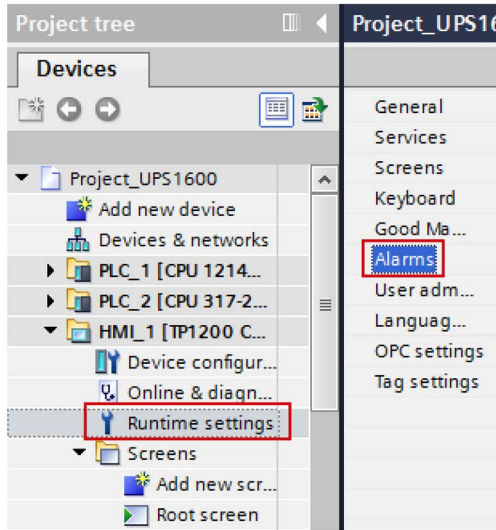 Project tree
Devices
Project_UPS1600
Add new device
Devices & networks
PLC_1 [CPU 1214...
PLC_2 [CPU 317-2...
HMI_1 [TP1200 C...
Device configur...
Online & diagn...
Runtime settings
Screens
Add new scr...
Root screen
Project_UPS16
General
Services
Screens
Keyboard
Good Ma...
Alarms
User adm...
Languag...
OPC settings
Tag settings